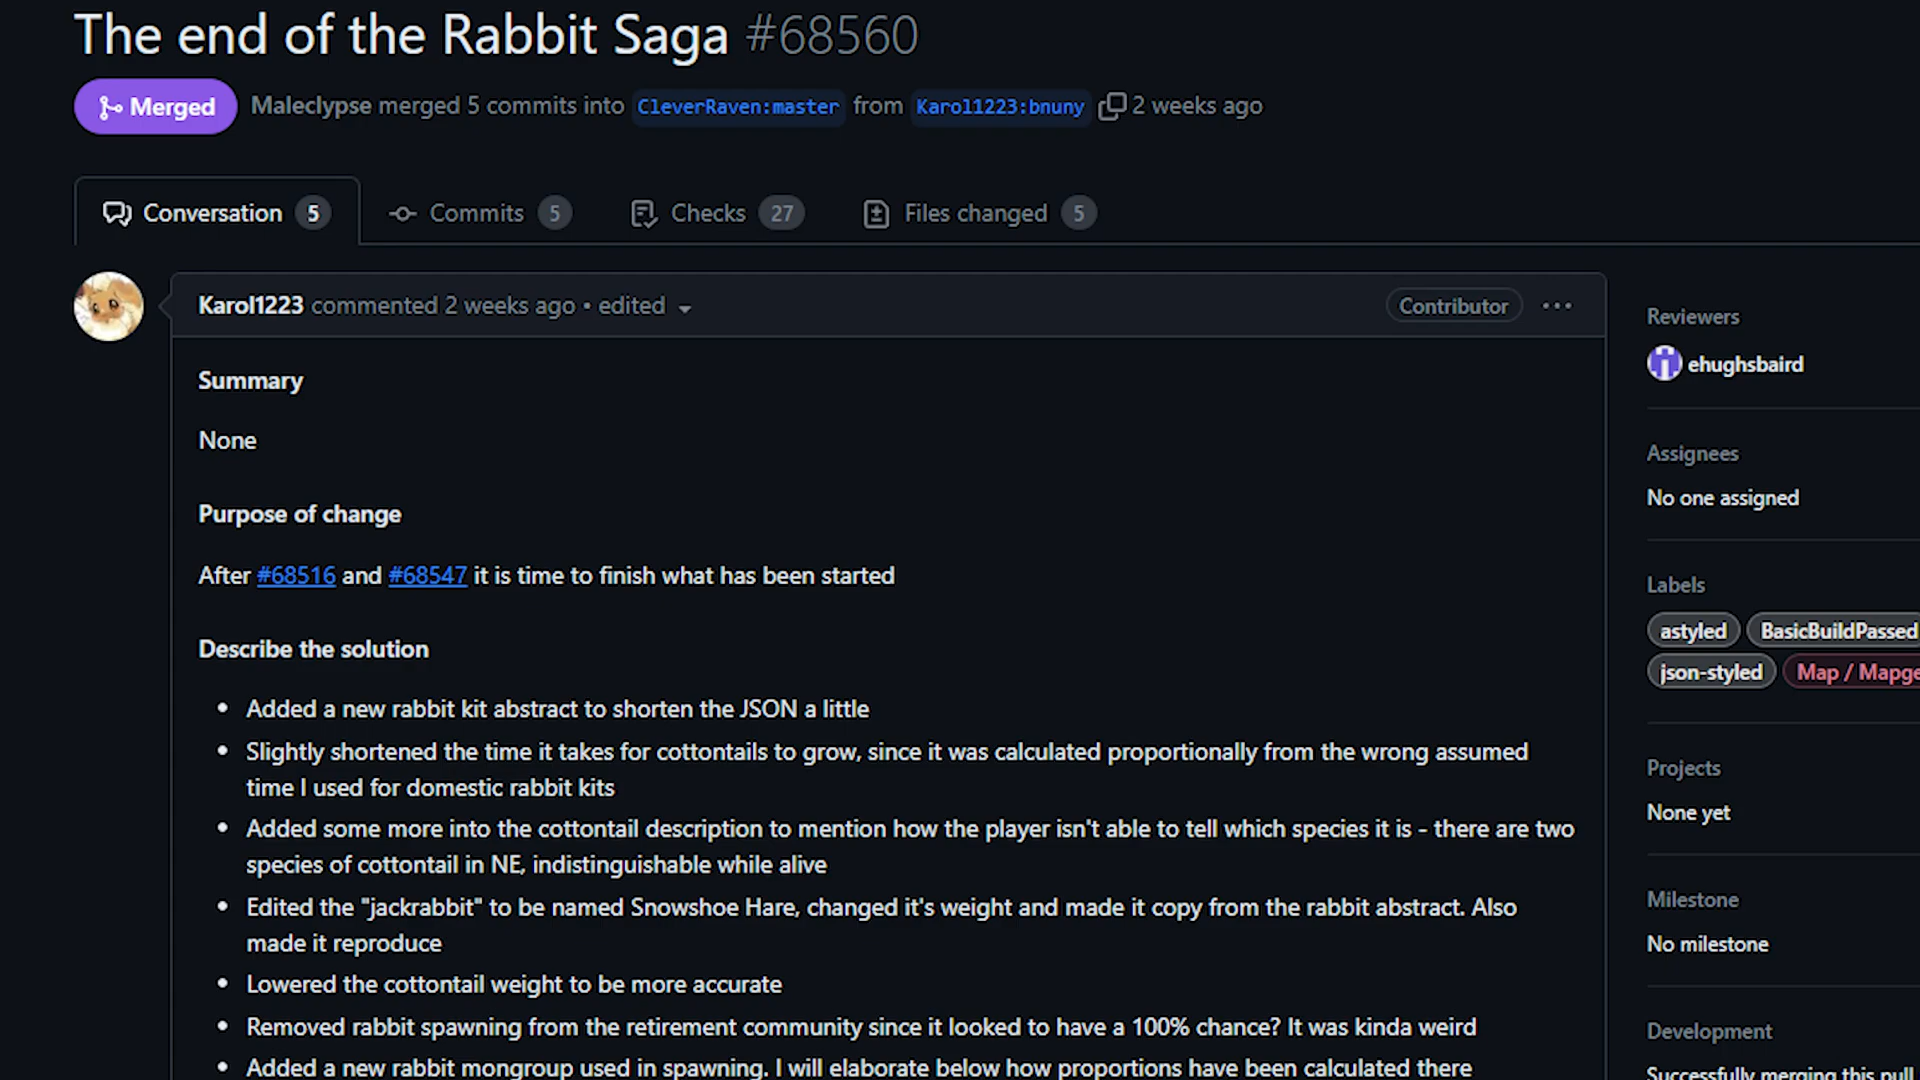 The end of the Rabbit Saga #68560
Merged Maleclypse merged 5 commits into CleverRaven:master from Karol1223:bnuny 2 weeks ago
Conversation 5 Commits 5 Checks 27 Files changed 5
Karol1223 commented 2 weeks ago • edited Contributor ...
Summary
None
Purpose of change
After #68516 and #68547 it is time to finish what has been started
Describe the solution
• Added a new rabbit kit abstract to shorten the JSON a little
• Slightly shortened the time it takes for cottontails to grow, since it was calculated proportionally from the wrong assumed
time I used for domestic rabbit kits
• Added some more into the cottontail description to mention how the player isn't able to tell which species it is - there are two
species of cottontail in NE, indistinguishable while alive
• Edited the "jackrabbit" to be named Snowshoe Hare, changed it's weight and made it copy from the rabbit abstract. Also
made it reproduce
• Lowered the cottontail weight to be more accurate
• Removed rabbit spawning from the retirement community since it looked to have a 100% chance? It was kinda weird
• Added a new rabbit mongroup used in spawning. I will elaborate below how proportions have been calculated there
Reviewers
ehughsbaird
Assignees
No one assigned
Labels
astyled BasicBuildPassed
json-styled Map / Mapge
Projects
None yet
Milestone
No milestone
Development
Successfully merging this pull